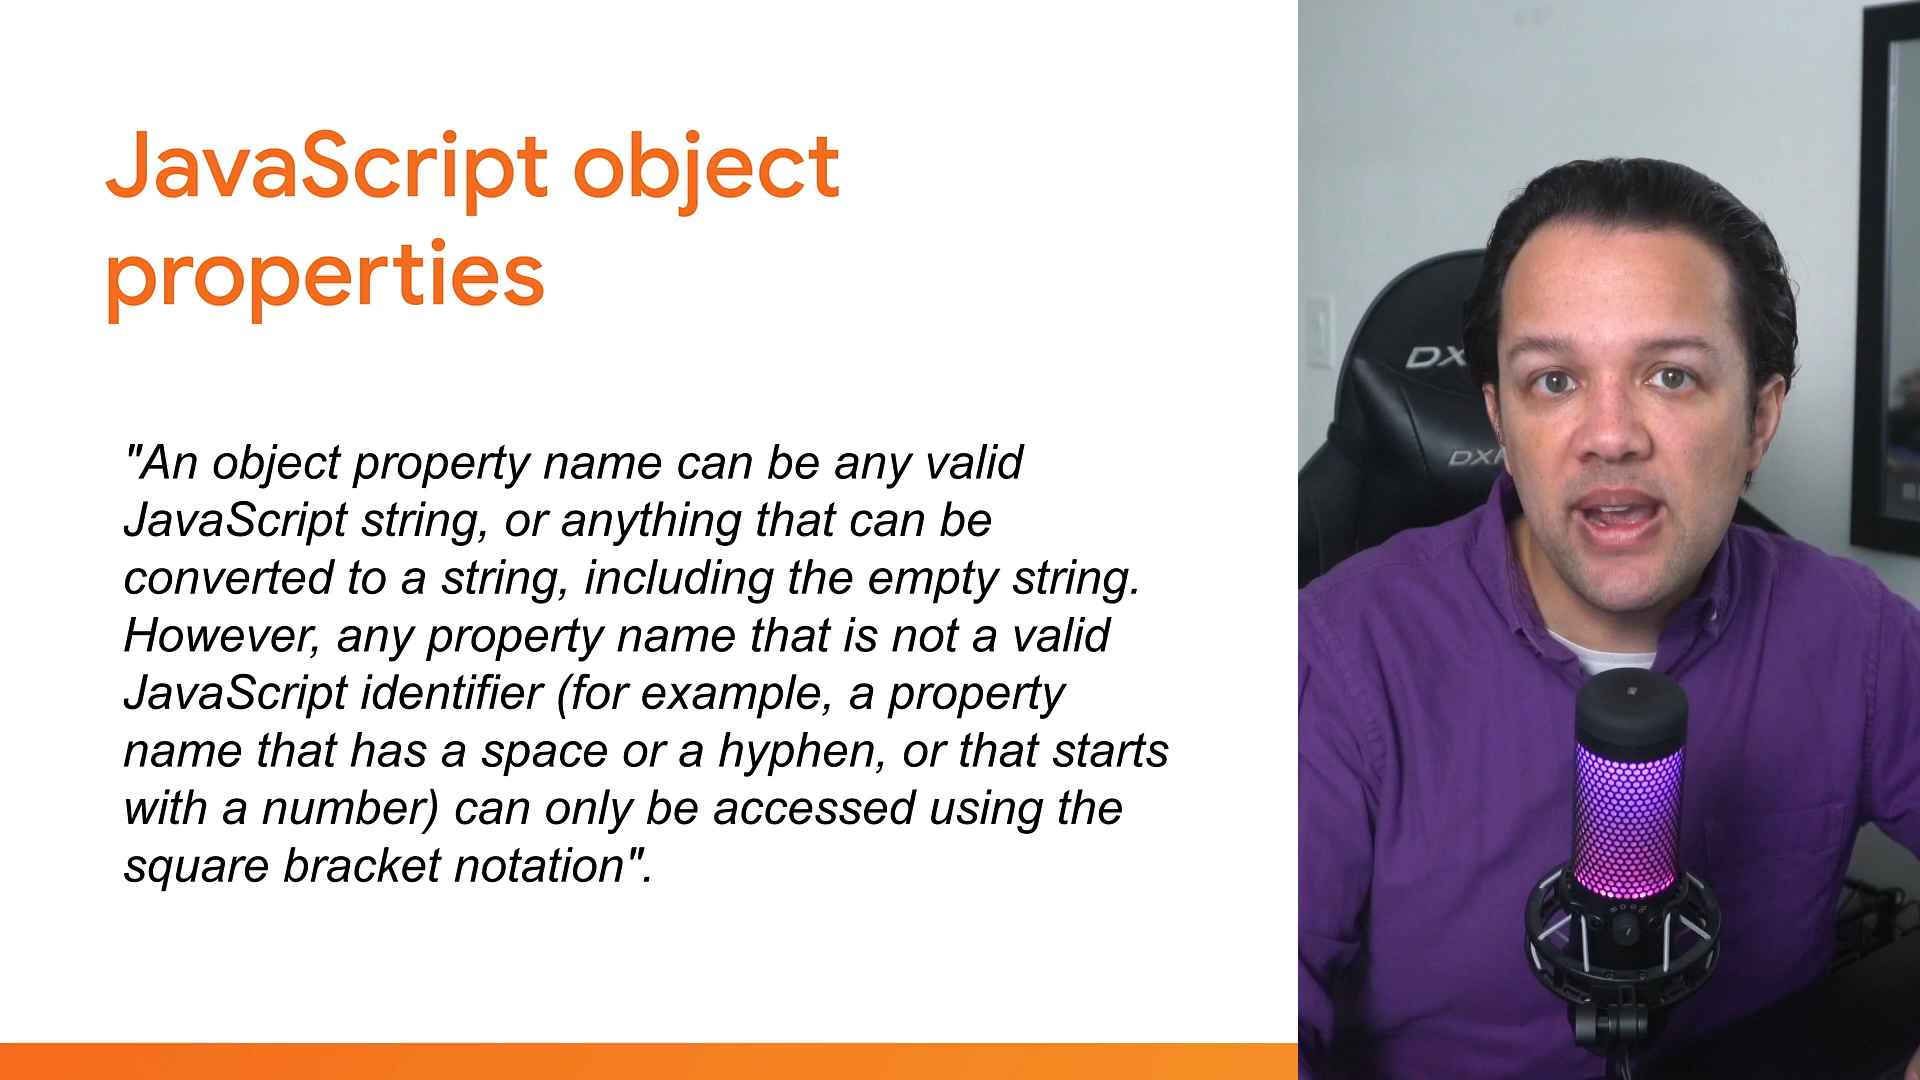 JavaScript object
properties
"An object property name can be any valid
JavaScript string, or anything that can be
converted to a string, including the empty string.
However, any property name that is not a valid
JavaScript identifier (for example, a property
name that has a space or a hyphen, or that starts
with a number) can only be accessed using the
square bracket notation".